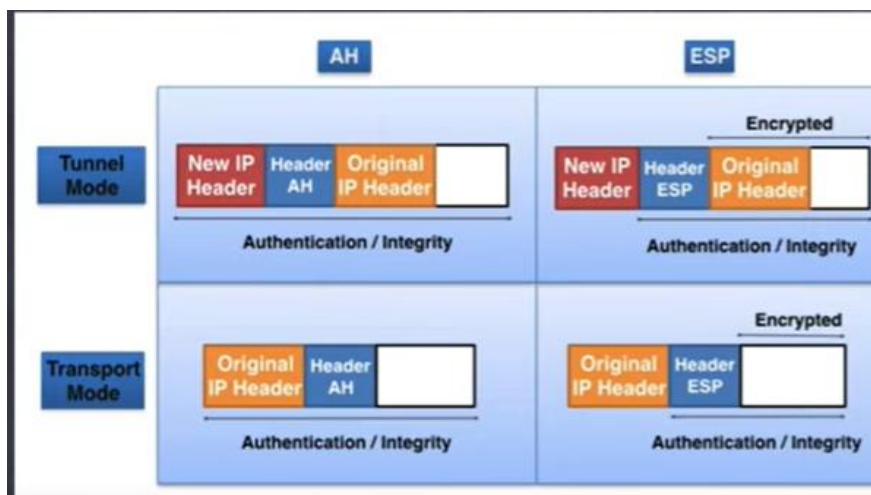 AH
ESP
Tunnel
Mode
New IP
Header
Header
AH
Original
IP Header
Authentication / Integrity
Encrypted
New IP
Header
Header
ESP
Original
IP Header
Authentication / Integrity
Transport
Mode
Original
IP Header
Header
AH
Authentication / Integrity
Encrypted
Original
IP Header
Header
ESP
Authentication / Integrity